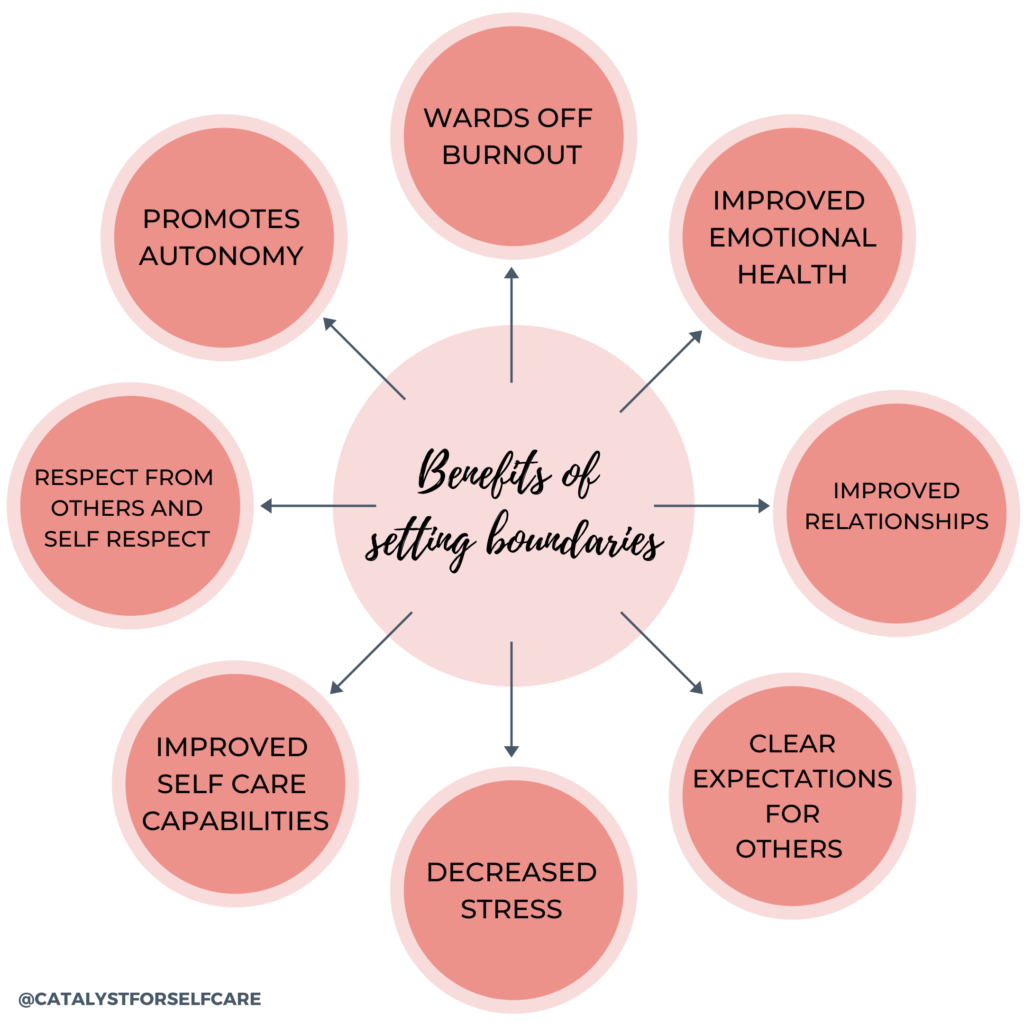 WARDS OFF
BURNOUT
IMPROVED
EMOTIONAL
HEALTH
IMPROVED
RELATIONSHIPS
CLEAR
EXPECTATIONS
FOR
OTHERS
DECREASED
STRESS
IMPROVED
SELF CARE
CAPABILITIES
RESPECT FROM
OTHERS AND
SELF RESPECT
PROMOTES
AUTONOMY
Benefits of
setting boundaries
@CATALYSTFORSELFCARE